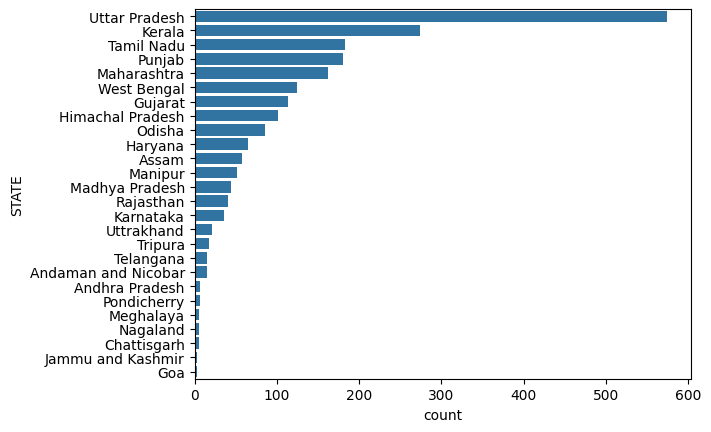 STATE
Uttar Pradesh
Kerala
Tamil Nadu
Punjab
Maharashtra
West Bengal
Gujarat
Himachal Pradesh
Odisha
Haryana
Assam
Manipur
Madhya Pradesh
Rajasthan
Karnataka
Uttrakhand
Tripura
Telangana
Andaman and Nicobar
Andhra Pradesh
Pondicherry
Meghalaya
Nagaland
Chattisgarh
Jammu and Kashmir
Goa
0 100 200 300 400 500 600
count